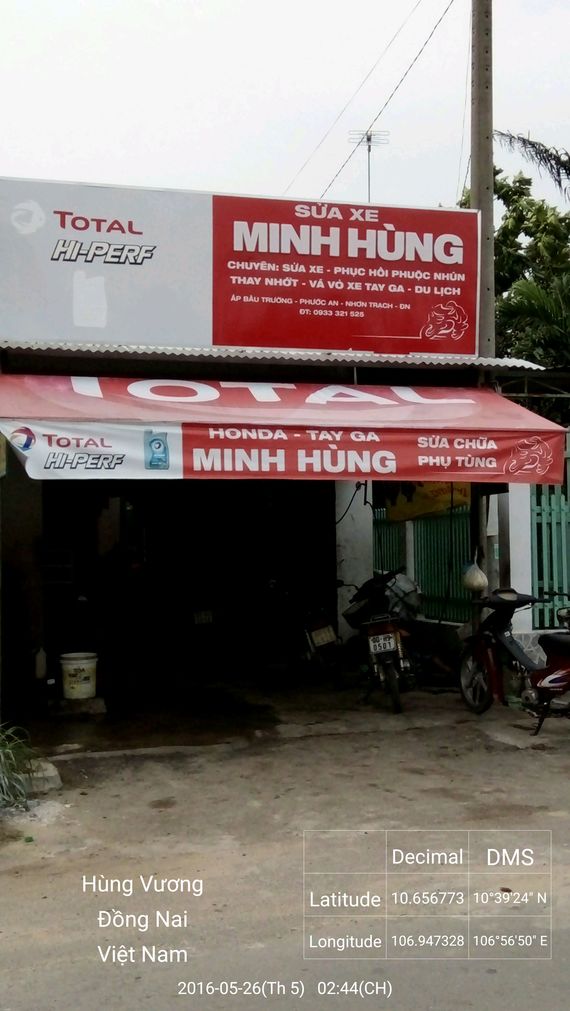 TOTAL
HI-PERF
SỬA XE
MINH HÙNG
CHUYÊN: SỬA XE - PHỤC HỒI PHUỘC NHÚN
THAY NHỚT - VÁ VỎ XE TAY GA - DU LỊCH
ẤP BÀU TRƯỜNG - PHƯỚC AN - NHƠN TRẠCH - ĐN
ĐT: 0933 321 525
TOTAL
TOTAL
HI-PERF
HONDA - TAY GA
MINH HÙNG
SỬA CHỮA
PHỤ TÙNG
0501
Decimal DMS
Latitude 10.656773 10°39'24" N
Longitude 106.947328 106°56'50" E
Hùng Vương
Đồng Nai
Việt Nam
2016-05-26(Th 5) 02:44(CH)